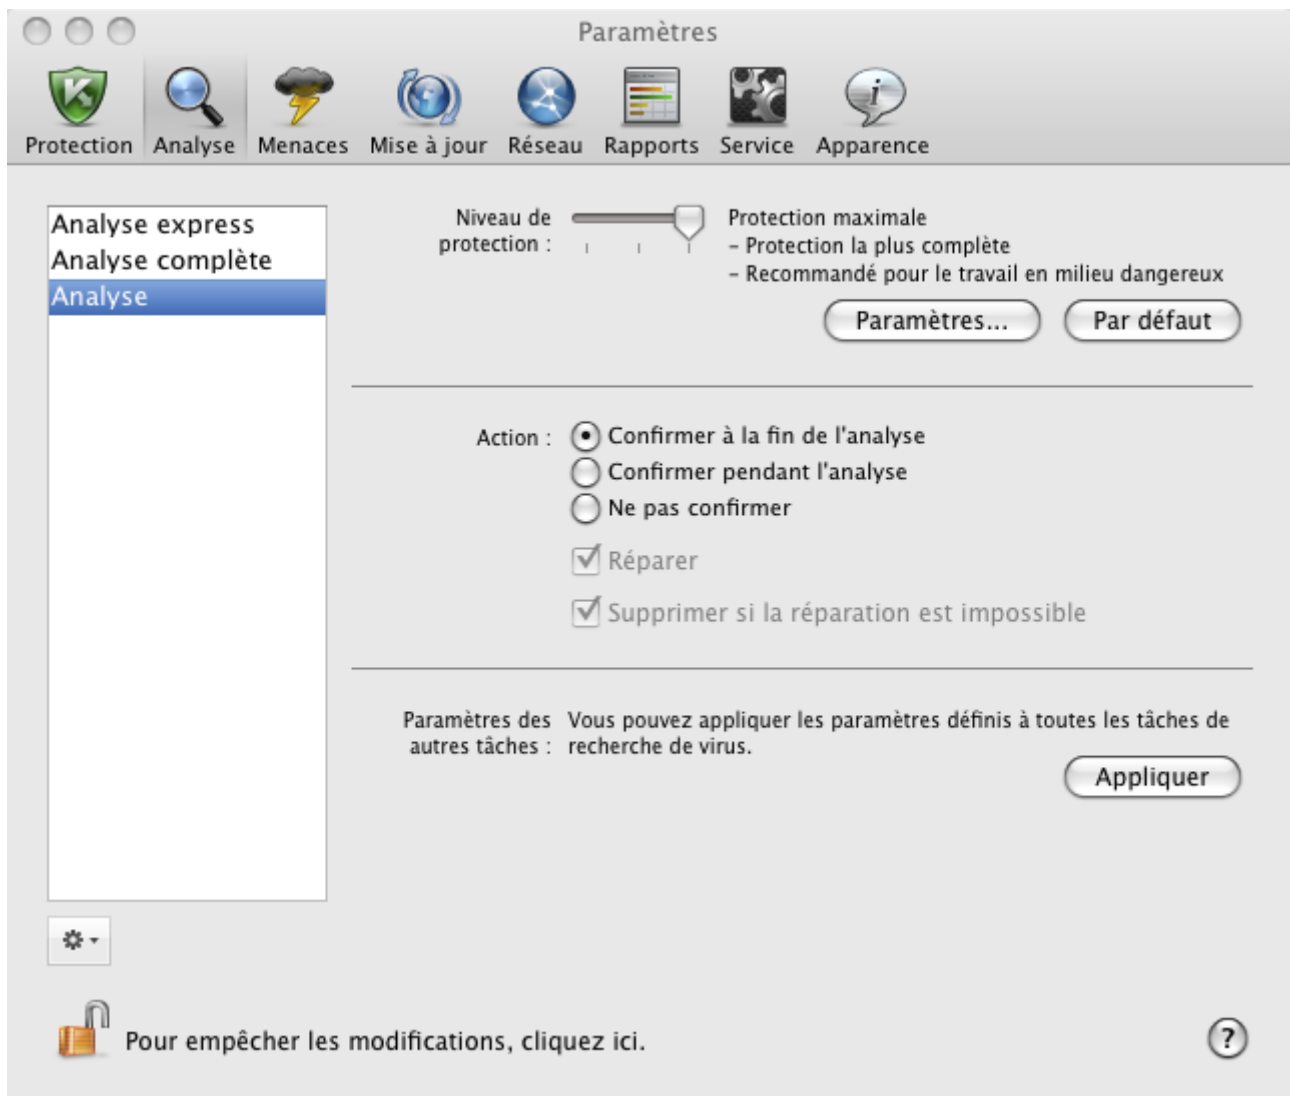 Paramètres
Protection Analyse Menaces Mise à jour Réseau Rapports Service Apparence
Analyse express
Analyse complète
Analyse
Niveau de
protection :
Protection maximale
– Protection la plus complète
– Recommandé pour le travail en milieu dangereux
Paramètres... Par défaut
Action :
Confirmer à la fin de l'analyse
Confirmer pendant l'analyse
Ne pas confirmer
Réparer
Supprimer si la réparation est impossible
Paramètres des
autres tâches :
Vous pouvez appliquer les paramètres définis à toutes les tâches de
recherche de virus.
Appliquer
Pour empêcher les modifications, cliquez ici.
?